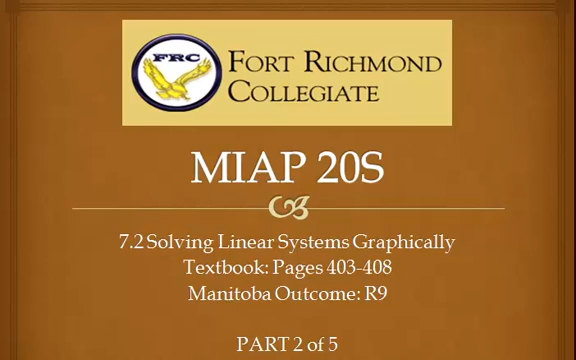 FRC
FORT RICHMOND
COLLEGIATE
MIAP 20S
7.2 Solving Linear Systems Graphically
Textbook: Pages 403-408
Manitoba Outcome: R9
PART 2 of 5